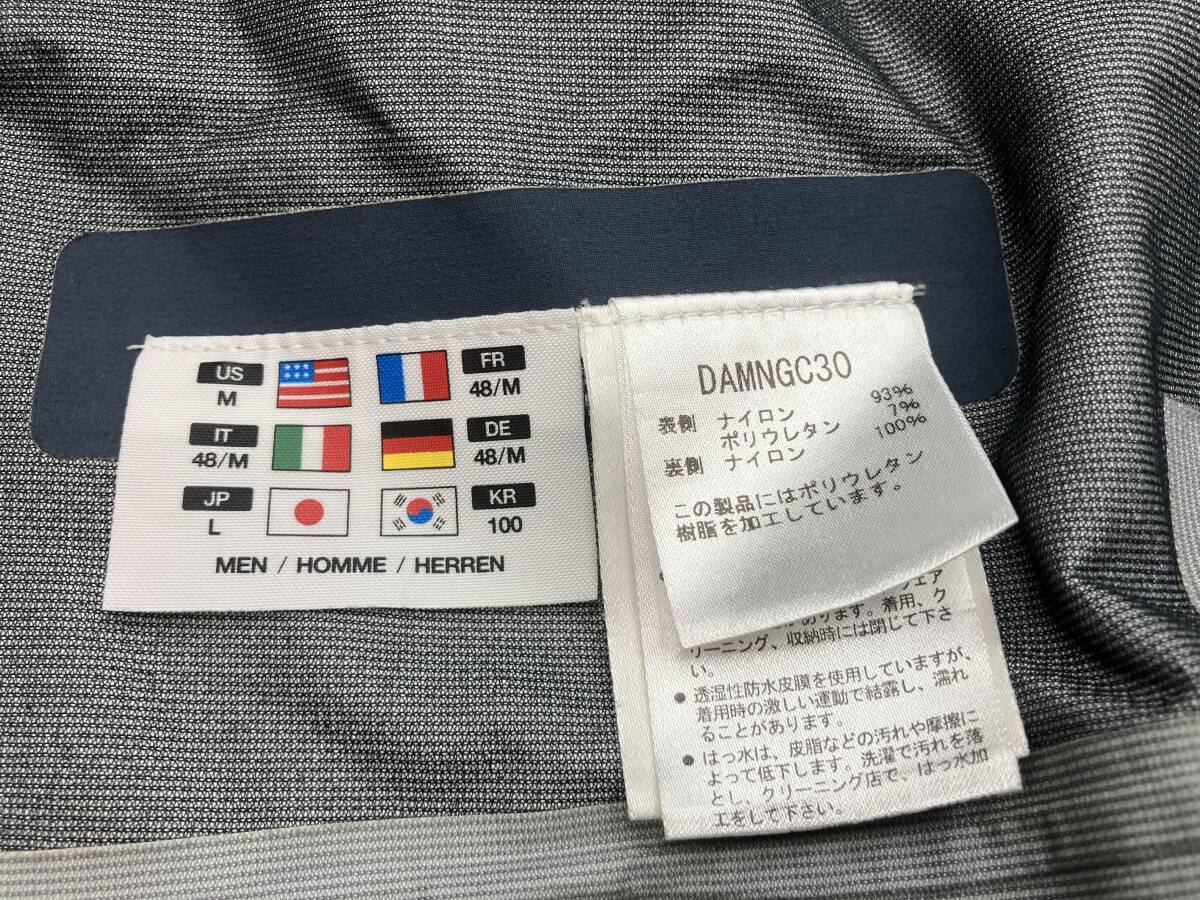 US
M
FR
48/M
IT
48/M
DE
48/M
JP
L
KR
100
MEN / HOMME / HERREN
DAMNGC30
表側 ナイロン 93%
ポリウレタン 7%
裏側 ナイロン 100%
この製品にはポリウレタン
樹脂を加工しています。
ウェア
があります。着用、ク
リーニング、収納時には閉じて下さ
い。
● 透湿性防水皮膜を使用していますが、
着用時の激しい運動で結露し、濡れ
ることがあります。
● はっ水は、皮脂などの汚れや摩擦に
よって低下します。洗濯で汚れを落
とし、クリーニング店で、はっ水加
工をして下さい。